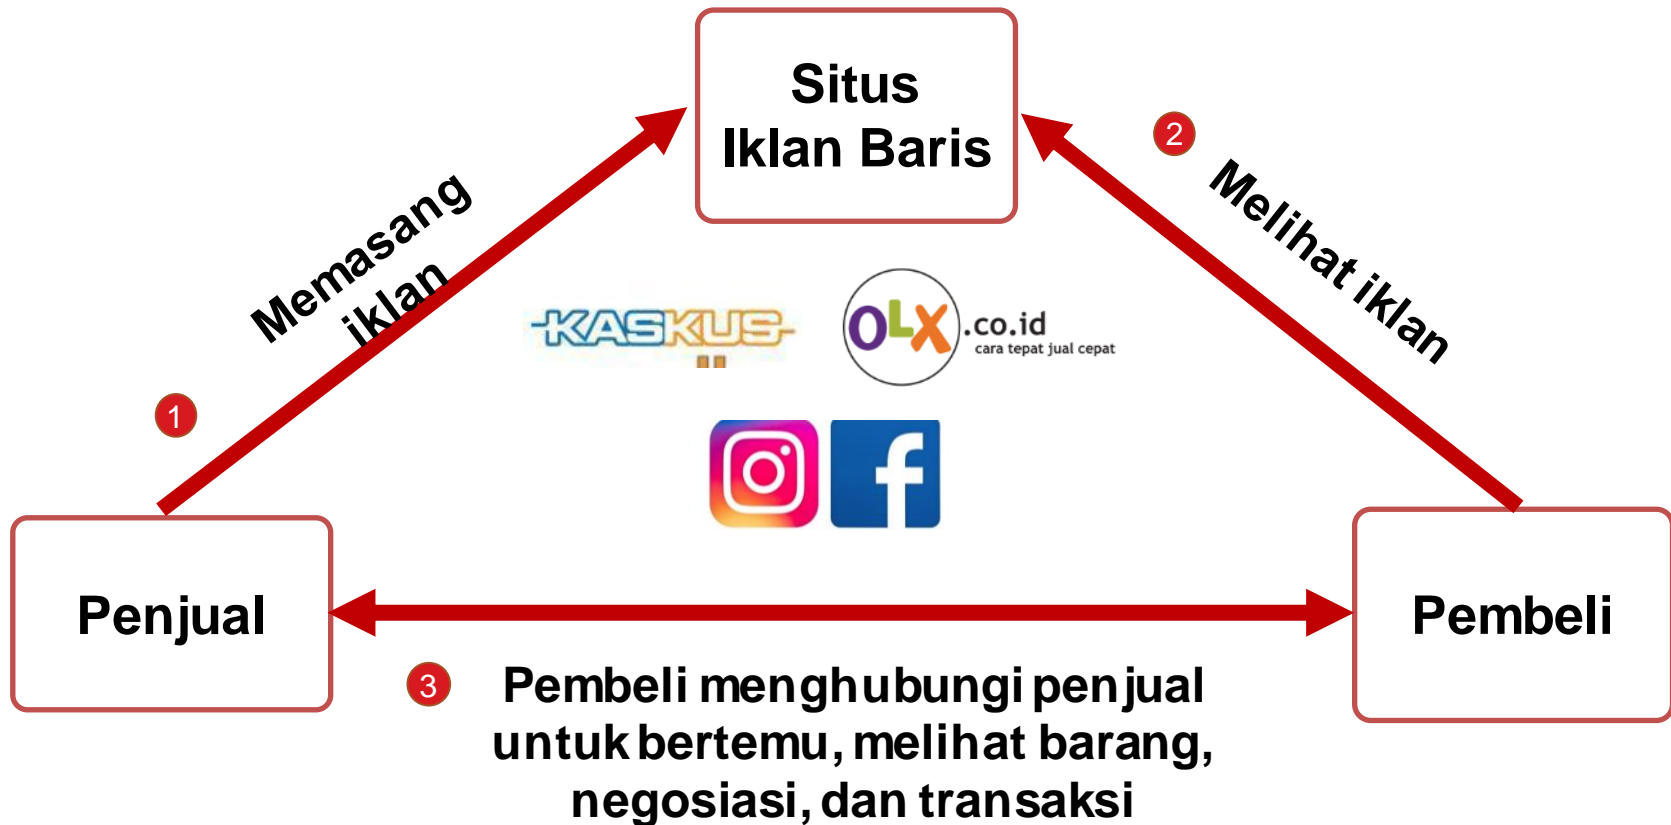 Situs
Iklan Baris
2
Melihat iklan
Memasang
iklan
KASKUS
OLX.co.id
cara tepat jual cepat
1
f
Penjual
Pembeli
3
Pembeli menghubungi penjual
untuk bertemu, melihat barang,
negosiasi, dan transaksi